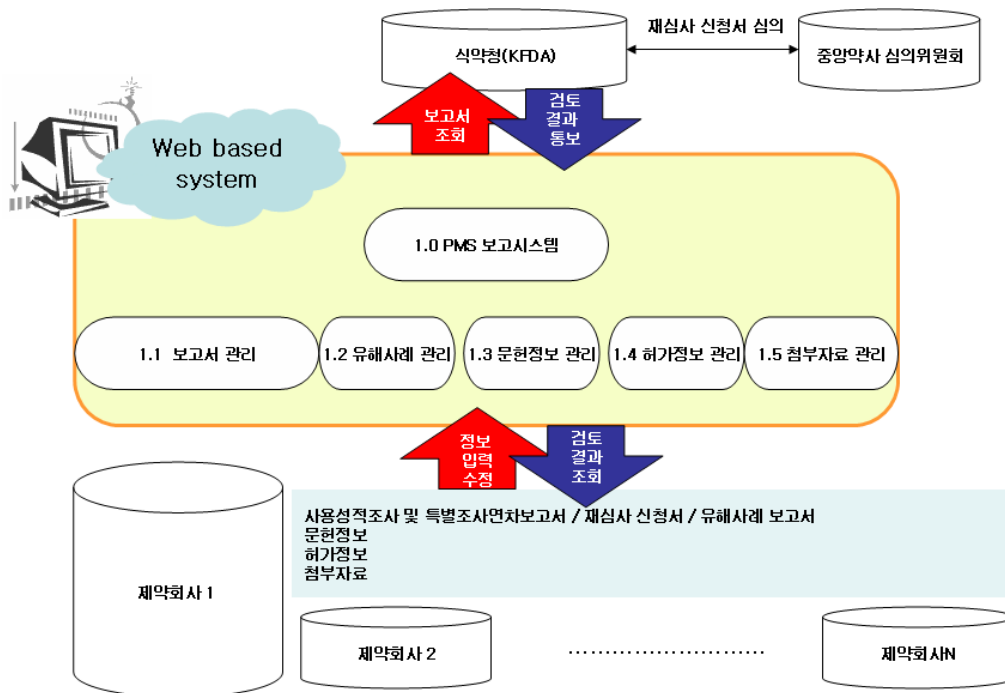 재심사 신청서 심의
식약청(KFDA)
중앙약사 심의위원회
보고서
조회
검토
결과
통보
Web based
system
1.0 PMS 보고시스템
1.1 보고서 관리
1.2 유해사례 관리
1.3 문헌정보 관리
1.4 허가정보 관리
1.5 첨부자료 관리
정보
입력
수정
검토
결과
조회
사용성적조사 및 특별조사연차보고서 / 재심사 신청서 / 유해사례 보고서
문헌정보
허가정보
첨부자료
제약회사 1
제약회사 2
························
제약회사N